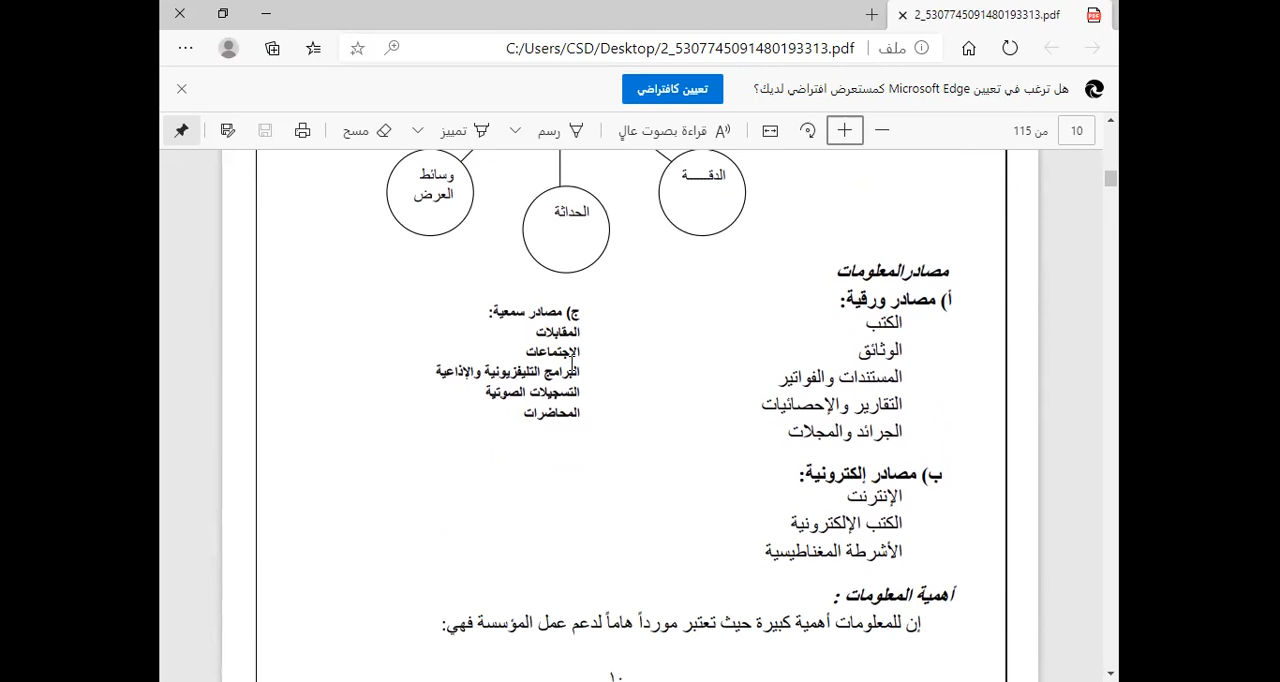 2_5307745091480193313.pdf
ملف
C:/Users/CSD/Desktop/2_5307745091480193313.pdf
هل ترغب في تعيين Microsoft Edge كمستعرض افتراضي لديك؟
تعيين كافتراضي
10
من 115
قراءة بصوت عالٍ
رسم
تمييز
مسح
الدقـــــة
الحداثة
وسائط
العرض
مصادرالمعلومات
أ) مصادر ورقية:
الكتب
الوثائق
المستندات والفواتير
التقارير والإحصائيات
الجرائد والمجلات
ب) مصادر إلكترونية:
الإنترنت
الكتب الإلكترونية
الأشرطة المغناطيسية
ج) مصادر سمعية:
المقابلات
الإجتماعات
البرامج التليفزيونية والإذاعية
التسجيلات الصوتية
المحاضرات
أهمية المعلومات :
إن للمعلومات أهمية كبيرة حيث تعتبر مورداً هاماً لدعم عمل المؤسسة فهي:
١٠